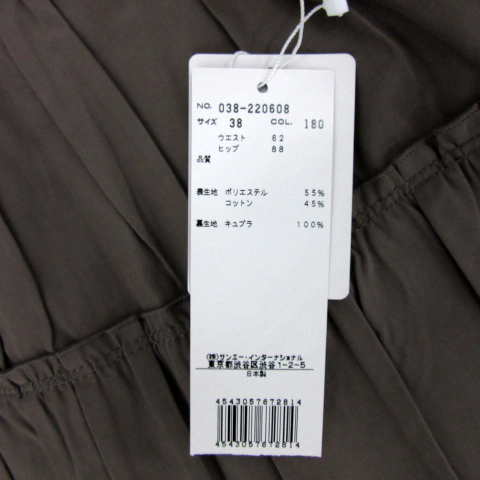 NO. 038-220608
サイズ 38 COL. 180
ウエスト 62
ヒップ 88
品質
表生地 ポリエステル 55%
コットン 45%
裏生地 キュプラ 100%
(株)サンエー・インターナショナル
東京都渋谷区渋谷1-2-5
日本製
4543057672814
4543057672814